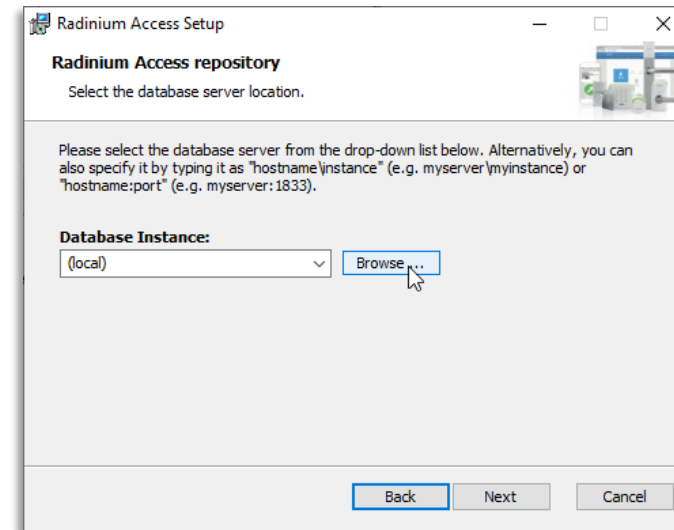 Radinium Access Setup
Radinium Access repository
Select the database server location.
Please select the database server from the drop-down list below. Alternatively, you can
also specify it by typing it as "hostname\instance" (e.g. myserver\myinstance) or
"hostname:port" (e.g. myserver:1833).
Database Instance:
(local)
Browse ...
Back
Next
Cancel